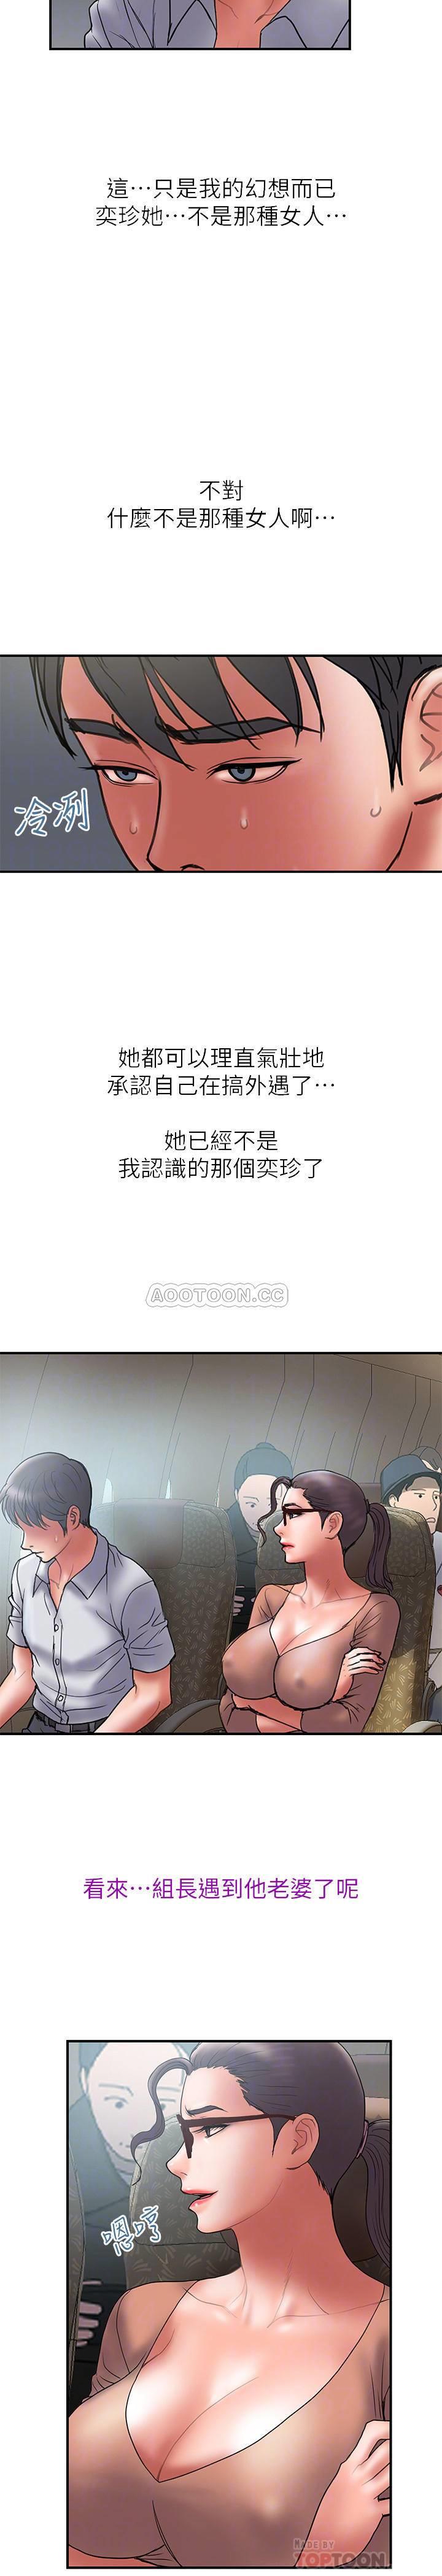 這⋯只是我的幻想而已
奕珍她⋯不是那種女人⋯
不對
什麼不是那種女人啊⋯
冷冽
她都可以理直氣壯地
承認自己在搞外遇了⋯
她已經不是
我認識的那個奕珍了
AOOTOON.CC
看來⋯組長遇到他老婆了呢
嗯哼
MADE BY
TOPTOON